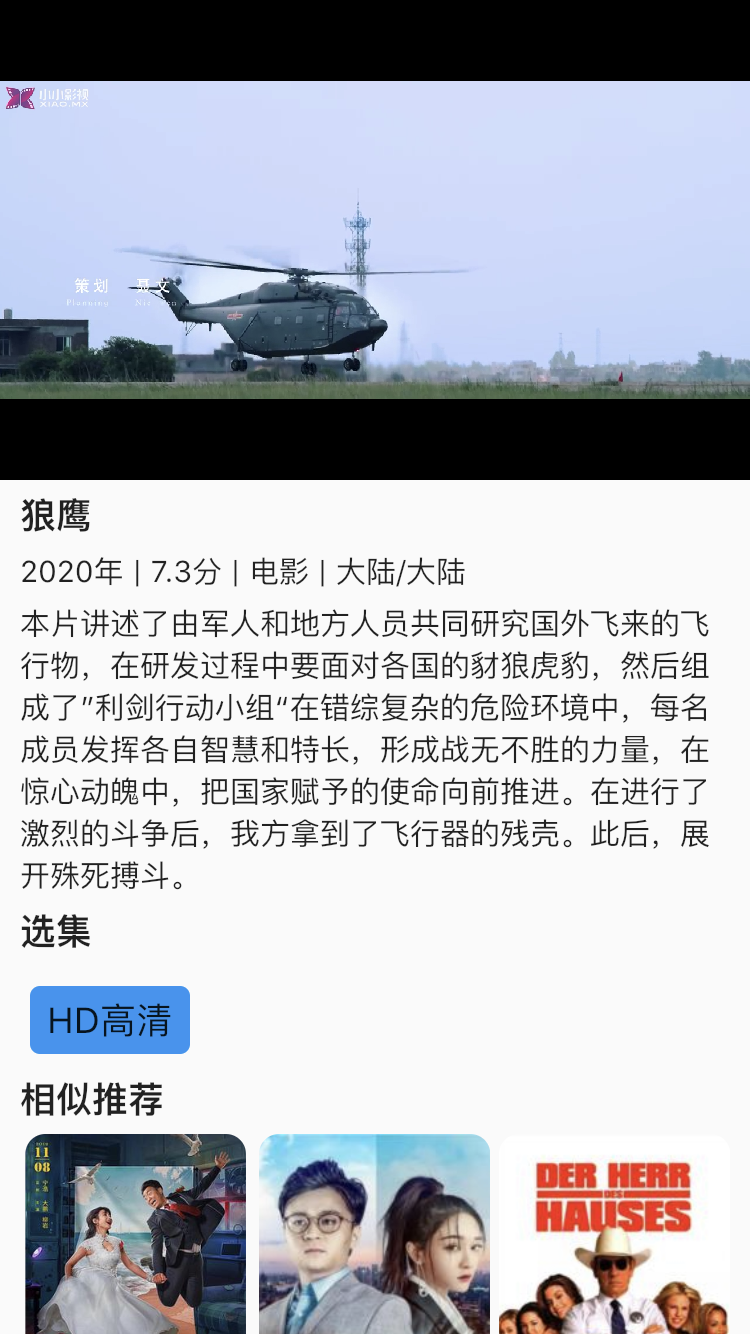 小小影视
XIAO.MX
策划 聂文
Planning
狼鹰
2020年 | 7.3分 | 电影 | 大陆/大陆
本片讲述了由军人和地方人员共同研究国外飞来的飞
行物，在研发过程中要面对各国的豺狼虎豹，然后组
成了”利剑行动小组“在错综复杂的危险环境中，每名
成员发挥各自智慧和特长，形成战无不胜的力量，在
惊心动魄中，把国家赋予的使命向前推进。在进行了
激烈的斗争后，我方拿到了飞行器的残壳。此后，展
开殊死搏斗。
选集
HD高清
相似推荐
11
08
DER HERR
DES
HAUSES